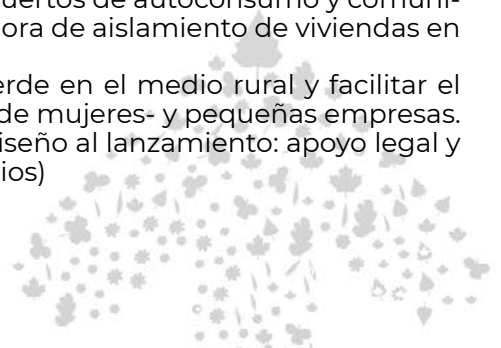 uertos de autoconsumo y comuni-
ora de aislamiento de viviendas en
erde en el medio rural y facilitar el
de mujeres- y pequeñas empresas.
iseño al lanzamiento: apoyo legal y
ios)